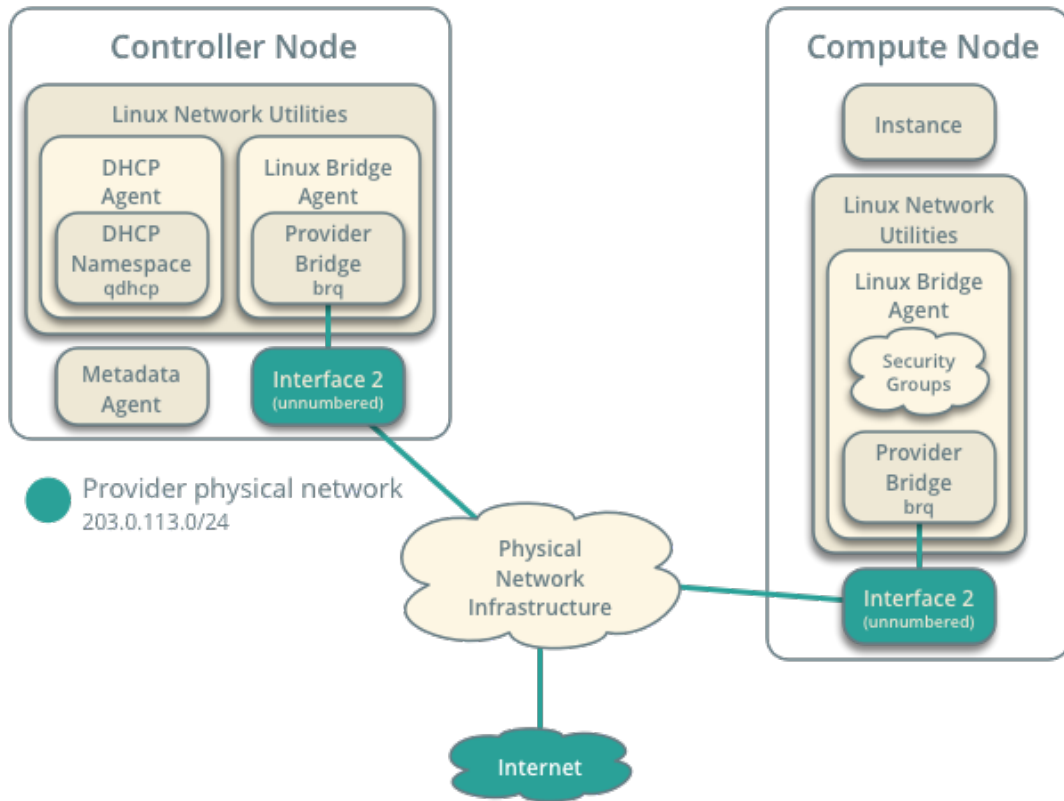 Controller Node
Linux Network Utilities
DHCP
Agent
DHCP
Namespace
qdhcp
Linux Bridge
Agent
Provider
Bridge
brq
Metadata
Agent
Interface 2
(unnumbered)
Provider physical network
203.0.113.0/24
Physical
Network
Infrastructure
Internet
Compute Node
Instance
Linux Network
Utilities
Linux Bridge
Agent
Security
Groups
Provider
Bridge
brq
Interface 2
(unnumbered)